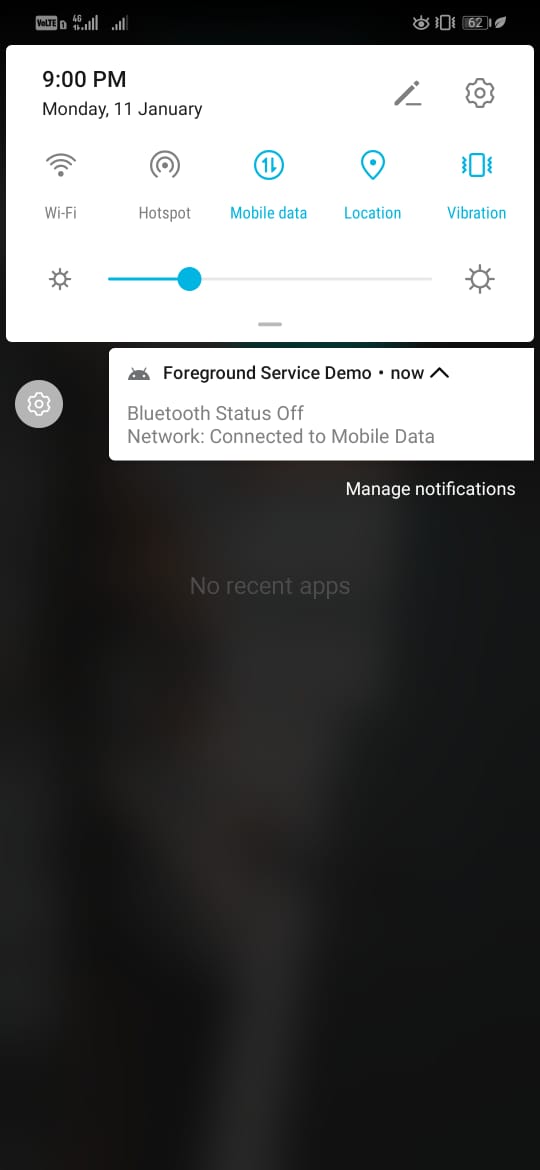 VoLTE 4G 62
9:00 PM
Monday, 11 January
Wi-Fi Hotspot Mobile data Location Vibration
Foreground Service Demo • now
Bluetooth Status Off
Network: Connected to Mobile Data
Manage notifications
No recent apps